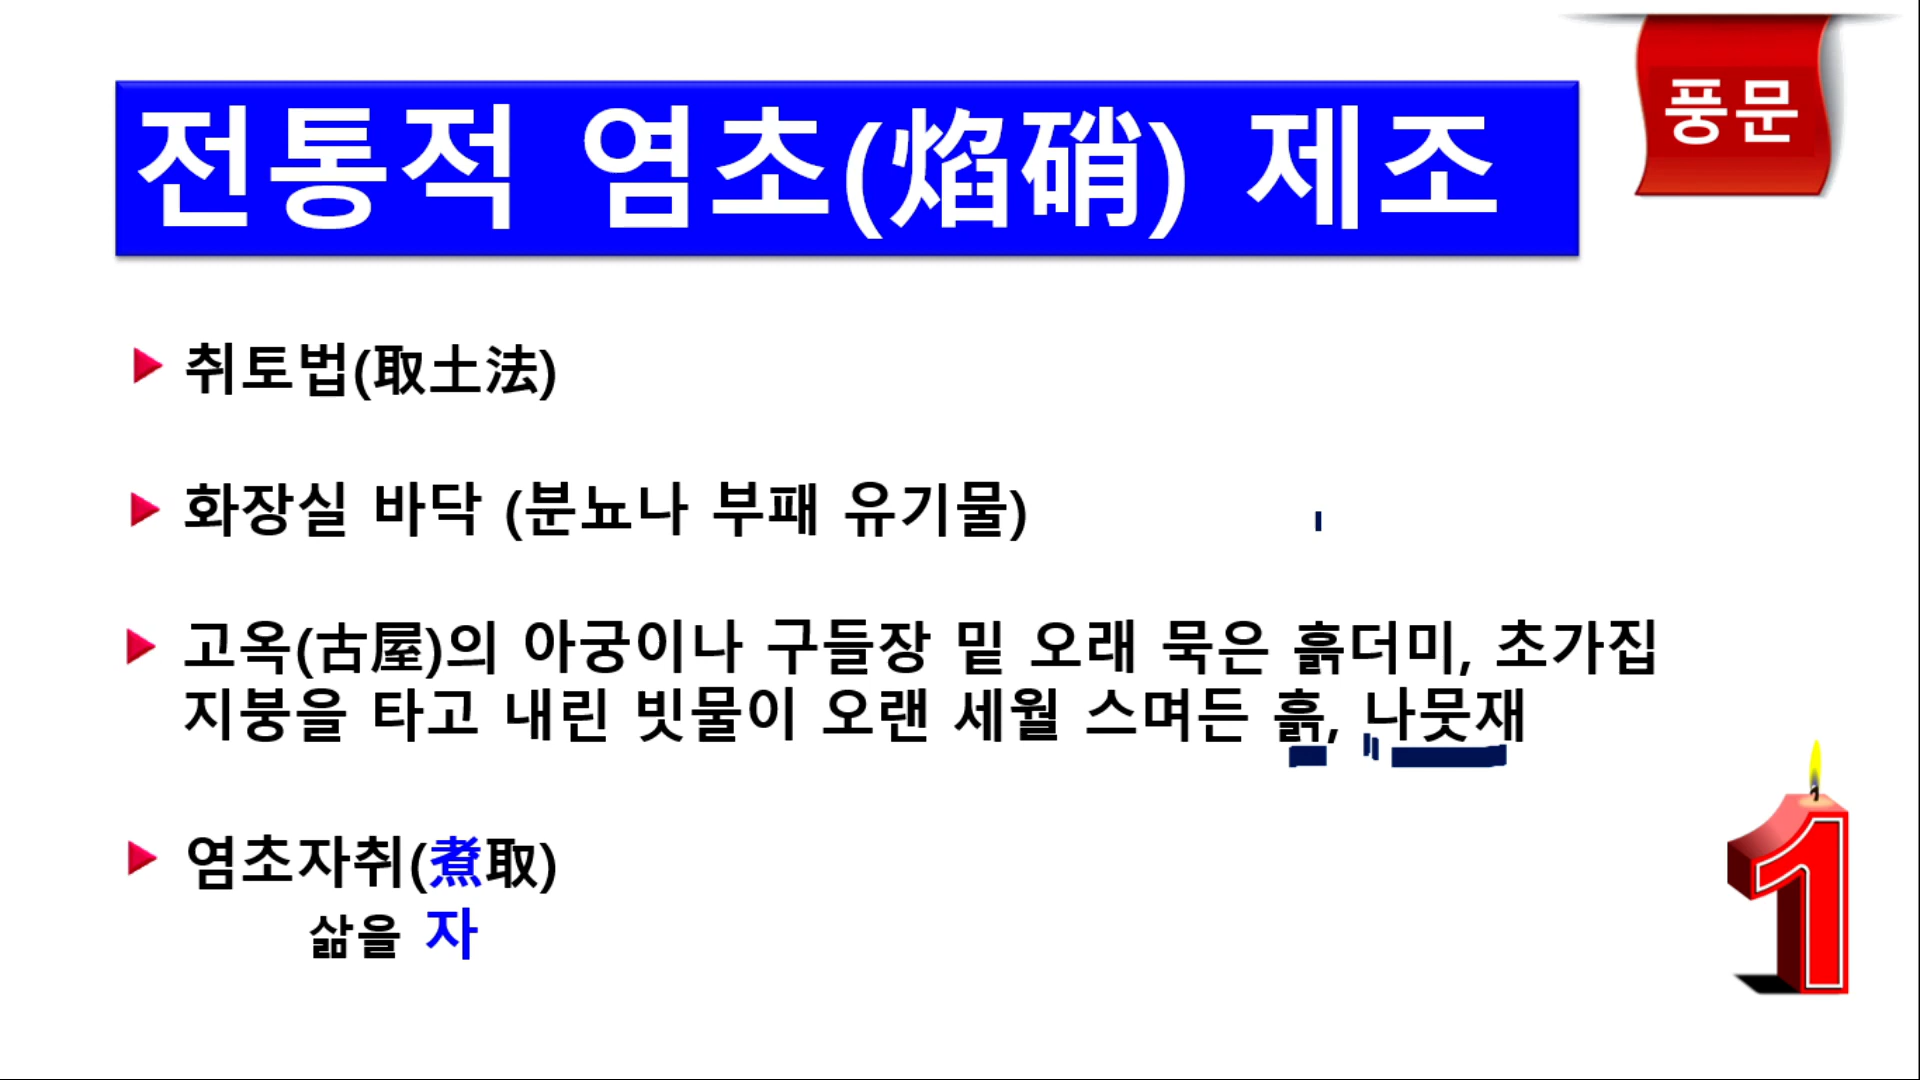 풍문
전통적 염초(焰硝) 제조
취토법(取土法)
화장실 바닥 (분뇨나 부패 유기물)
고옥(古屋)의 아궁이나 구들장 밑 오래 묵은 흙더미, 초가집
지붕을 타고 내린 빗물이 오랜 세월 스며든 흙, 나뭇재
염초자취(煮取)
삶을 자
1